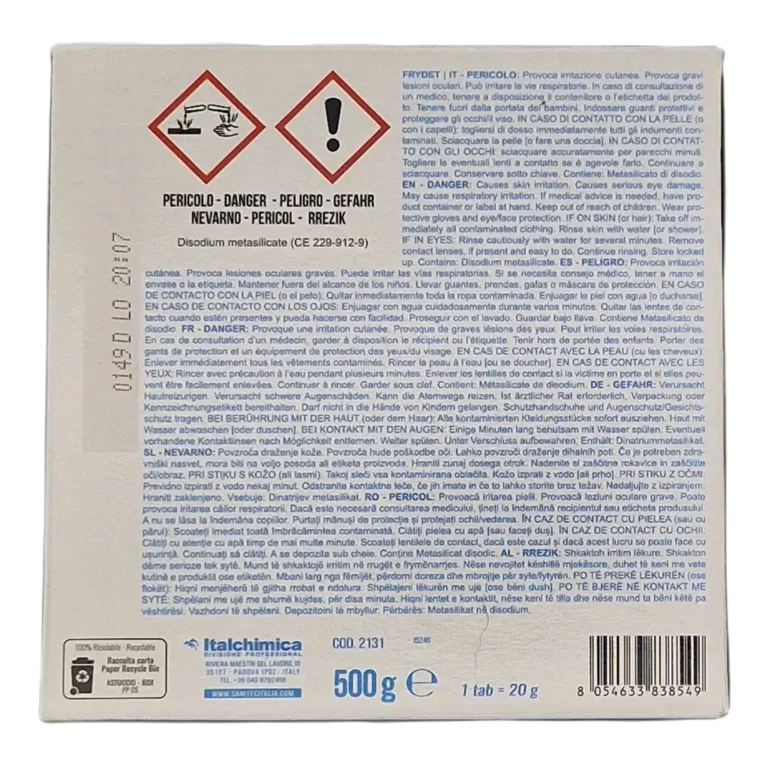 FRYDET | IT - PERICOLO: Provoca irritazione cutanea. Provoca gravi
lesioni oculari. Può irritare le vie respiratorie. In caso di consultazione di
un medico, tenere a disposizione il contenitore o l'etichetta del prodot-
to. Tenere fuori dalla portata dei bambini. Indossare guanti protettivi e
proteggere gli occhi/il viso. IN CASO DI CONTATTO CON LA PELLE (o
con i capelli): togliersi di dosso immediatamente tutti gli indumenti con-
taminati. Sciacquare la pelle [o fare una doccia]. IN CASO DI CONTAT-
TO CON GLI OCCHI: sciacquare accuratamente per parecchi minuti.
Togliere le eventuali lenti a contatto se è agevole farlo. Continuare a
sciacquare. Conservare sotto chiave. Contiene: Metasilicato di disodio.
EN - DANGER: Causes skin irritation. Causes serious eye damage.
May cause respiratory irritation. If medical advice is needed, have pro-
duct container or label at hand. Keep out of reach of children. Wear pro-
tective gloves and eye/face protection. IF ON SKIN (or hair): Take off im-
mediately all contaminated clothing. Rinse skin with water [or shower].
IF IN EYES: Rinse cautiously with water for several minutes. Remove
contact lenses, if present and easy to do. Continue rinsing. Store locked
up. Contains: Disodium metasilicate. ES - PELIGRO: Provoca irritación
cutánea. Provoca lesiones oculares graves. Puede irritar las vías respiratorias. Si se necesita consejo médico, tener a mano el
envase o la etiqueta. Mantener fuera del alcance de los niños. Llevar guantes, prendas, gafas o máscara de protección. EN CASO
DE CONTACTO CON LA PIEL (o el pelo): Quitar inmediatamente toda la ropa contaminada. Enjuagar la piel con agua [o ducharse].
EN CASO DE CONTACTO CON LOS OJOS: Enjuagar con agua cuidadosamente durante varios minutos. Quitar las lentes de con-
tacto cuando estén presentes y pueda hacerse con facilidad. Proseguir con el lavado. Guardar bajo llave. Contiene Metasilicato de
disodio. FR - DANGER: Provoque une irritation cutanée. Provoque de graves lésions des yeux. Peut irriter les voies respiratoires.
En cas de consultation d'un médecin, garder à disposition le récipient ou l'étiquette. Tenir hors de portée des enfants. Porter des
gants de protection et un équipement de protection des yeux/du visage. EN CAS DE CONTACT AVEC LA PEAU (ou les cheveux):
Enlever immédiatement tous les vêtements contaminés. Rincer la peau à l'eau [ou se doucher]. EN CAS DE CONTACT AVEC LES
YEUX: Rincer avec précaution à l'eau pendant plusieurs minutes. Enlever les lentilles de contact si la victime en porte et si elles peu-
vent être facilement enlevées. Continuer à rincer. Garder sous clef. Contient: Métasilicate de disodium. DE - GEFAHR: Verursacht
Hautreizungen. Verursacht schwere Augenschäden. Kann die Atemwege reizen. Ist ärztlicher Rat erforderlich, Verpackung oder
Kennzeichnungsetikett bereithalten. Darf nicht in die Hände von Kindern gelangen. Schutzhandschuhe und Augenschutz/Gesichts-
schutz tragen. BEI BERÜHRUNG MIT DER HAUT (oder dem Haar): Alle kontaminierten Kleidungsstücke sofort ausziehen. Haut mit
Wasser abwaschen [oder duschen]. BEI KONTAKT MIT DEN AUGEN: Einige Minuten lang behutsam mit Wasser spülen. Eventuell
vorhandene Kontaktlinsen nach Möglichkeit entfernen. Weiter spülen. Unter Verschluss aufbewahren. Enthält: Dinatriummetasilikat.
SL - NEVARNO: Povzroča draženje kože. Povzroča hude poškodbe oči. Lahko povzroči draženje dihalnih poti. Če je potreben zdra-
vniški nasvet, mora biti na voljo posoda ali etiketa proizvoda. Hraniti zunaj dosega otrok. Nadenite si zaščitne rokavice in zaščitite
oči/obraz. PRI STIKU S KOŽO (ali lasmi): Takoj sleči vsa kontaminirana oblačila. Kožo izprati z vodo [ali prho]. PRI STIKU Z OČMI:
Previdno izpirati z vodo nekaj minut. Odstranite kontaktne leče, če jih imate in če to lahko storite brez težav. Nadaljujte z izpiranjem.
Hraniti zaklenjeno. Vsebuje: Dinatrijev metasilikat. RO - PERICOL: Provoacă iritarea pielii. Provoacă leziuni oculare grave. Poate
provoca iritarea căilor respiratorii. Dacă este necesară consultarea medicului, țineți la îndemână recipientul sau eticheta produsului.
A nu se lăsa la îndemâna copiilor. Purtați mănuși de protecție și protejați ochii/vederea. ÎN CAZ DE CONTACT CU PIELEA (sau cu
părul): Scoateți imediat toată îmbrăcămintea contaminată. Clătiți pielea cu apă [sau faceți duș]. ÎN CAZ DE CONTACT CU OCHII:
Clătiți cu atenție cu apă timp de mai multe minute. Scoateți lentilele de contact, dacă este cazul și dacă acest lucru se poate face cu
ușurință. Continuați să clătiți. A se depozita sub cheie. Conține Metasilicat disodic. AL - RREZIK: Shkakton irritim lëkure. Shkakton
dëme serioze tek sytë. Mund të shkaktojë irritim në rrugët e frymëmarrjes. Nëse nevojitet këshillë mjekësore, duhet të keni me vete
kutinë e produktit ose etiketën. Mbani larg nga fëmijët. përdorni doreza dhe mbrojtje për syte/fytyrën. PO TË PREKË LËKURËN (ose
flokët): Hiqni menjëherë të gjitha rrobat e ndotura. Shpëlajeni lëkurën me ujë [ose bëni dush]. PO TË BJERË NË KONTAKT ME
SYTË: Shpëlani me ujë me shumë kujdes, për disa minuta. Hiqni lentet e kontaktit, nëse keni të tilla dhe nëse mund ta bëni këtë pa
vështirësi. Vazhdoni të shpëlani. Depozitoini të mbyllur. Përbërës: Metasilikat në disodium.
PERICOLO - DANGER - PELIGRO - GEFAHR
NEVARNO - PERICOL - RREZIK
Disodium metasilicate (CE 229-912-9)
0149D LO 20:07
100% Riciclabile - Recyclable
Raccolta carta
Paper Recycle Bin
ASTUCCIO - BOX
PP 05
Italchimica
DIVISIONE PROFESSIONAL
RIVIERA MAESTRI DEL LAVORO, 10
35127 - PADOVA (PD) - ITALY
TEL. +39 049 8792456
WWW.SANITECITALIA.COM
COD. 2131
IS246
500 g ℮
1 tab = 20 g
8 054633 838549